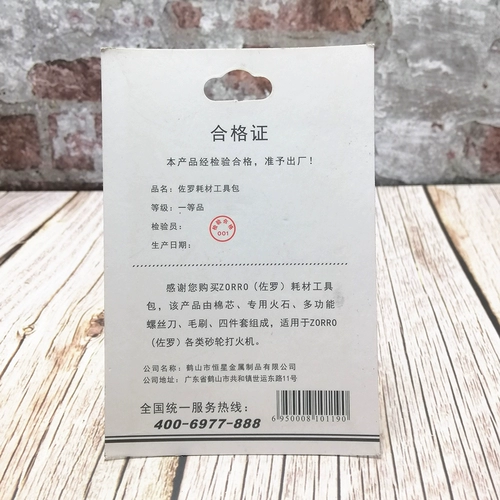 合格证
本产品经检验合格，准予出厂！
品名：佐罗耗材工具包
等级：一等品
检验员：
001
生产日期：
感谢您购买ZORRO（佐罗）耗材工具
包，该产品由棉芯、专用火石、多功能
螺丝刀、毛刷、四件套组成，适用于ZORRO
（佐罗）各类砂轮打火机。
公司名称：鹤山市恒星金属制品有限公司
公司地址：广东省鹤山市共和镇世运东路11号
全国统一服务热线：
400-6977-888
6 950008 101190